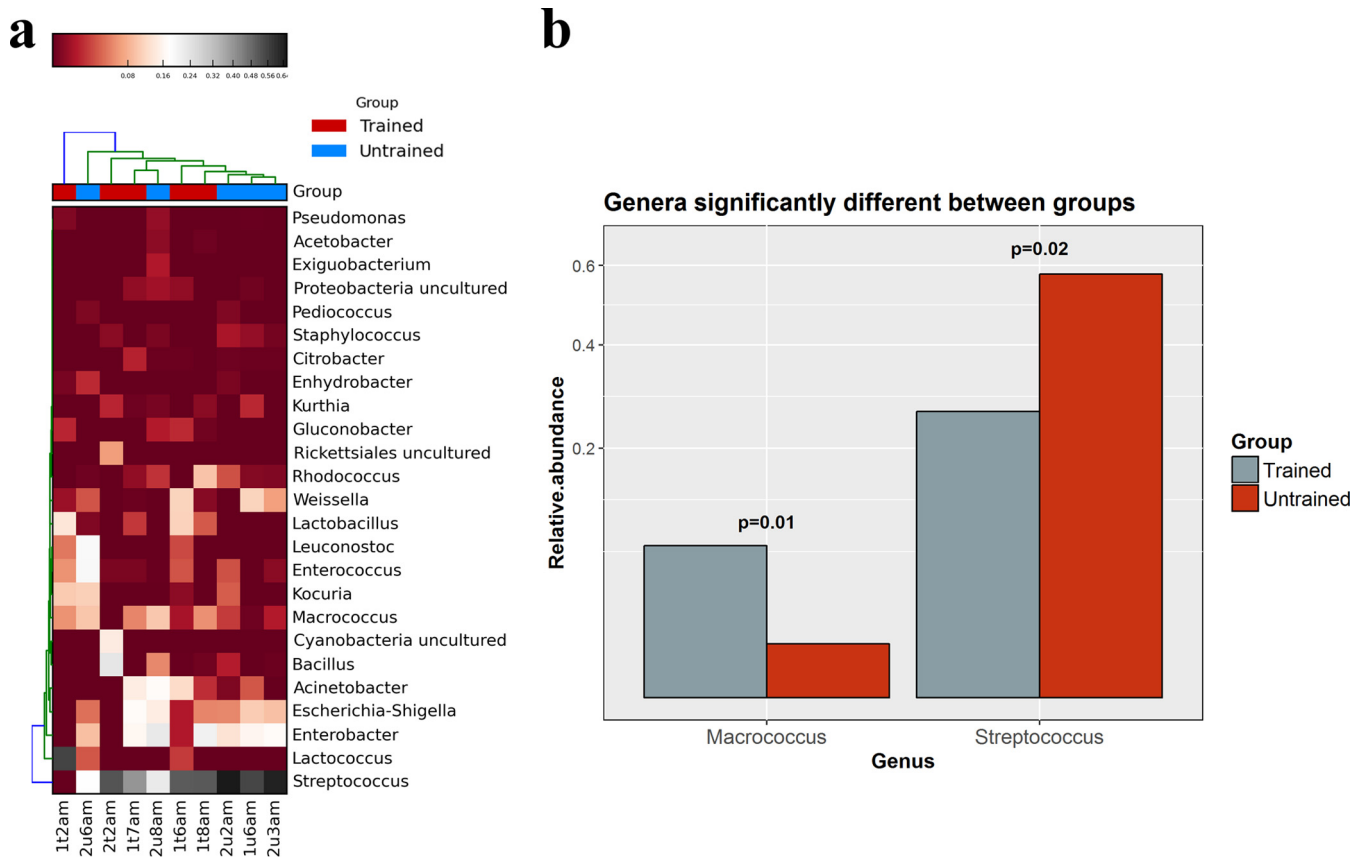 a
0.08 0.16 0.24 0.32 0.40 0.48 0.56 0.64
Group
Trained
Untrained
Group
Pseudomonas
Acetobacter
Exiguobacterium
Proteobacteria uncultured
Pediococcus
Staphylococcus
Citrobacter
Enhydrobacter
Kurthia
Gluconobacter
Rickettsiales uncultured
Rhodococcus
Weissella
Lactobacillus
Leuconostoc
Enterococcus
Kocuria
Macrococcus
Cyanobacteria uncultured
Bacillus
Acinetobacter
Escherichia-Shigella
Enterobacter
Lactococcus
Streptococcus
1t2am 2u6am 2t2am 1t7am 2u8am 1t6am 1t8am 2u2am 1u6am 2u3am
b
Genera significantly different between groups
p=0.02
0.6
0.4
0.2
p=0.01
Relative.abundance
Macrococcus Streptococcus
Genus
Group
Trained
Untrained